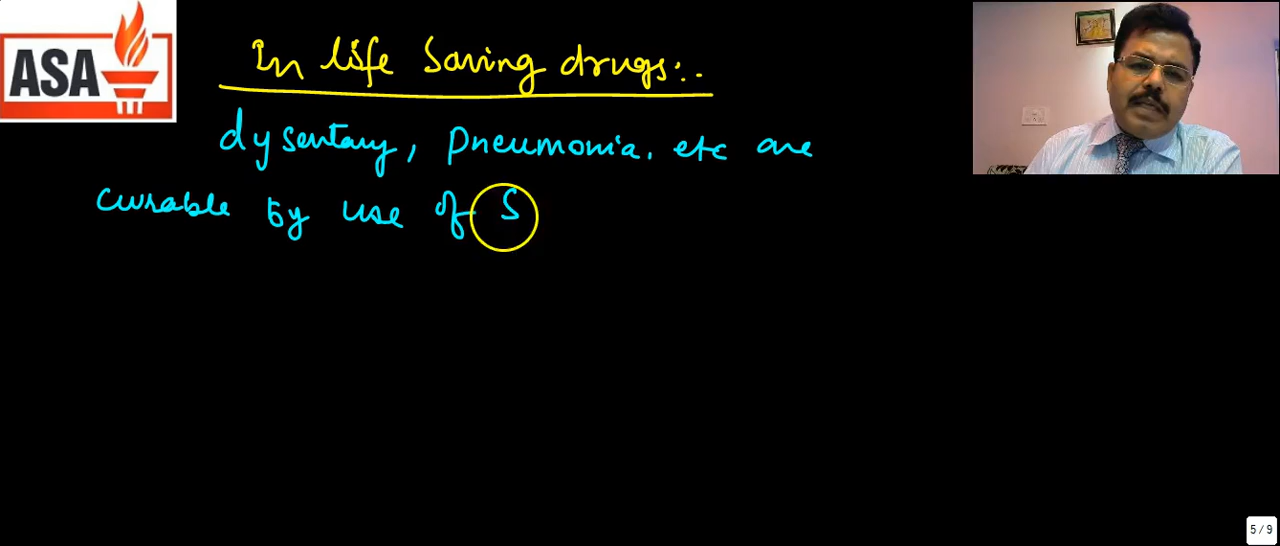 ASA
In life Saving drugs:.
dysentary, pneumonia, etc are
curable by use of S
5 / 9